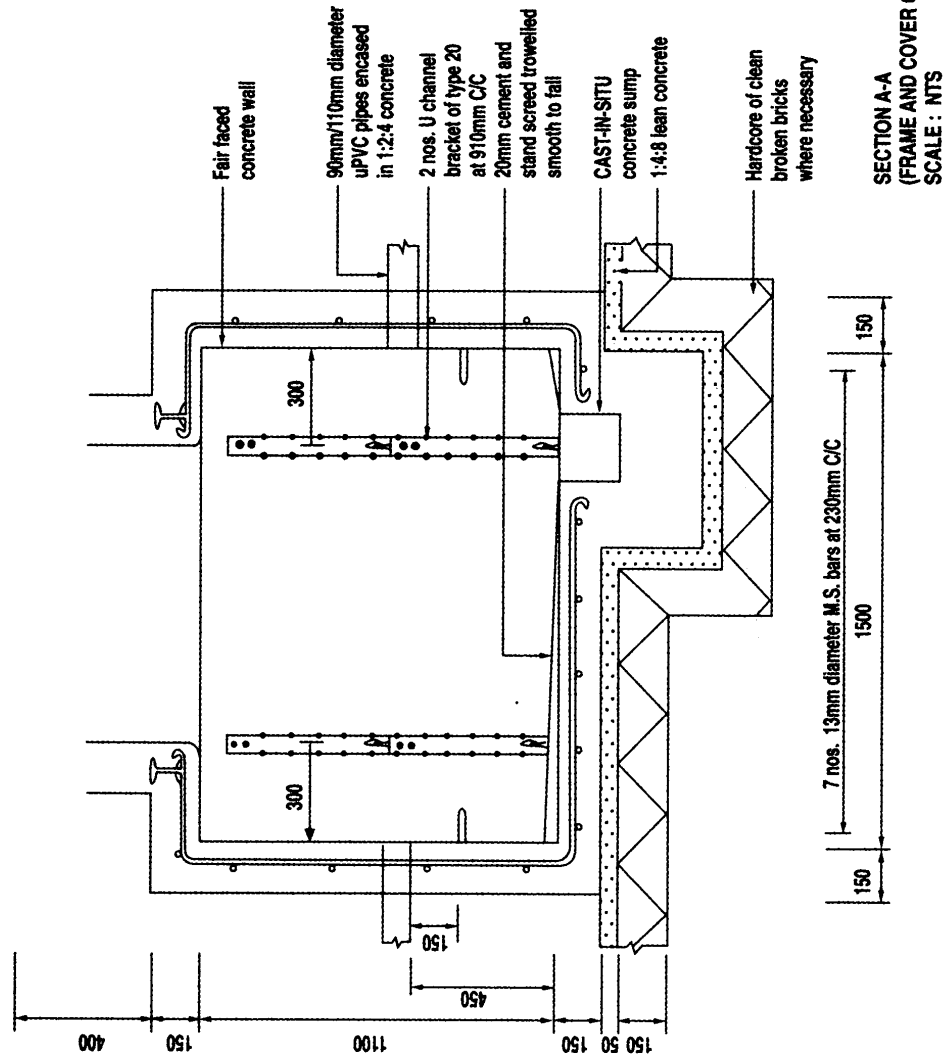 Fair faced
concrete wall
90mm/110mm diameter
uPVC pipes encased
in 1:2:4 concrete
2 nos. U channel
bracket of type 20
at 910mm C/C
20mm cement and
stand screed trowelled
smooth to fall
CAST-IN-SITU
concrete sump
1:4:8 lean concrete
Hardcore of clean
broken bricks
where necessary
300
300
400
150
1100
150
50
150
150
450
7 nos. 13mm diameter M.S. bars at 230mm C/C
150
1500
150
SECTION A-A
(FRAME AND COVER
SCALE : NTS